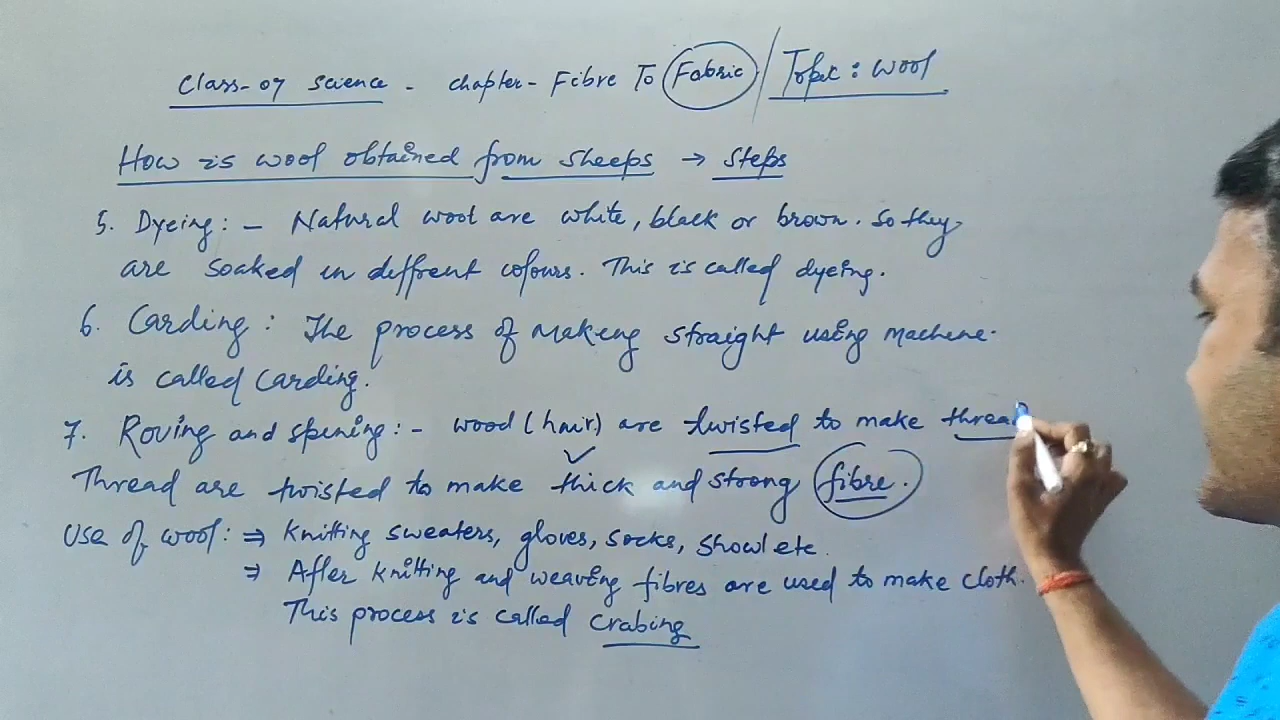 Class-07 Science - chapter- Fibre To Fabric / Topic: wool
How is wool obtained from sheeps → Steps
5. Dyeing: - Natural wool are white, black or brown. So they
are soaked in diffrent colours. This is called dyeing.
6. Carding: The process of making straight using machine.
is called Carding.
7. Roving and spening: - wood (hair) are twisted to make thread
Thread are twisted to make thick and strong fibre.
Use of wool: ⇒ Knitting sweaters, gloves, socks, showl etc.
⇒ After knitting and weaving fibres are used to make cloth.
This process is called Crabing